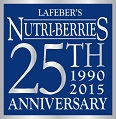 LAFEBER'S
NUTRI-BERRIES
25TH
1990
2015
ANNIVERSARY